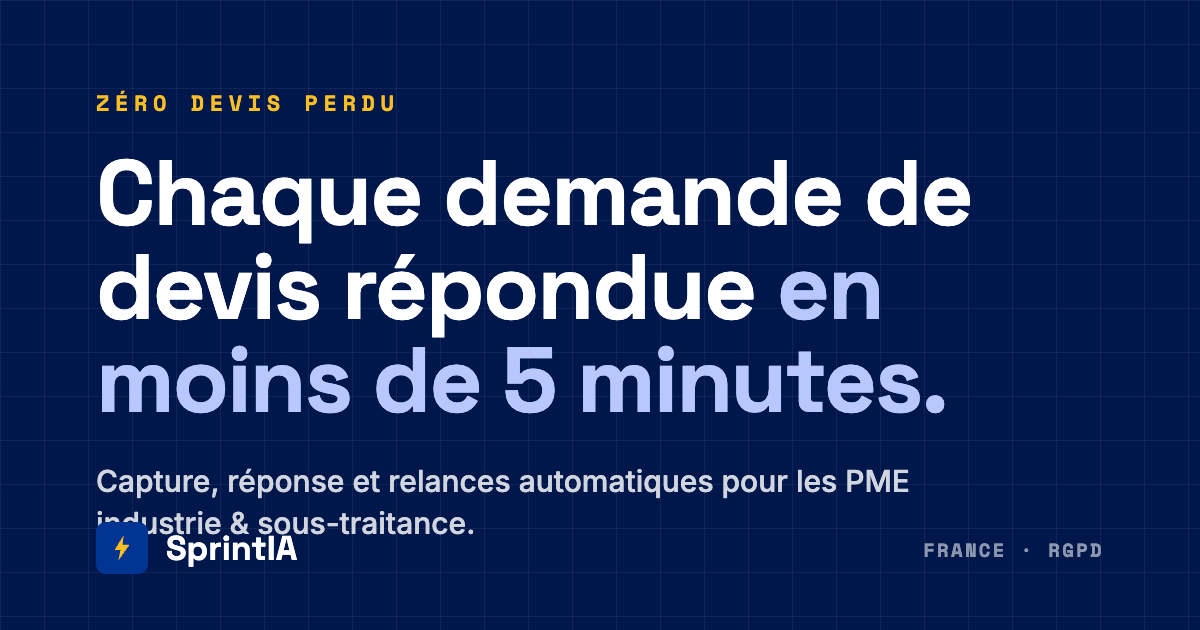 ZÉRO DEVIS PERDU
Chaque demande de
devis répondue en
moins de 5 minutes.
Capture, réponse et relances automatiques pour les PME
industrie & sous-traitance.
SprintIA
FRANCE · RGPD